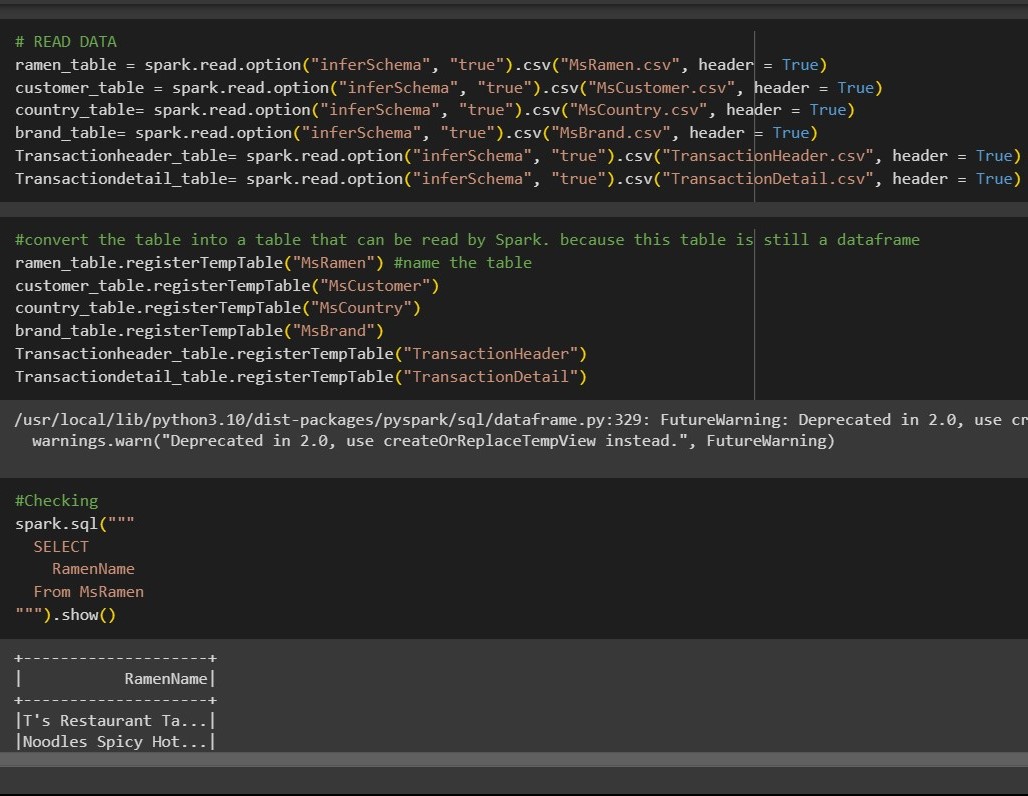 # READ DATA
ramen_table = spark.read.option("inferSchema", "true").csv("MsRamen.csv", header = True)
customer_table = spark.read.option("inferSchema", "true").csv("MsCustomer.csv", header = True)
country_table= spark.read.option("inferSchema", "true").csv("MsCountry.csv", header = True)
brand_table= spark.read.option("inferSchema", "true").csv("MsBrand.csv", header = True)
Transactionheader_table= spark.read.option("inferSchema", "true").csv("TransactionHeader.csv", header = True)
Transactiondetail_table= spark.read.option("inferSchema", "true").csv("TransactionDetail.csv", header = True)
#convert the table into a table that can be read by Spark. because this table is still a dataframe
ramen_table.registerTempTable("MsRamen") #name the table
customer_table.registerTempTable("MsCustomer")
country_table.registerTempTable("MsCountry")
brand_table.registerTempTable("MsBrand")
Transactionheader_table.registerTempTable("TransactionHeader")
Transactiondetail_table.registerTempTable("TransactionDetail")
/usr/local/lib/python3.10/dist-packages/pyspark/sql/dataframe.py:329: FutureWarning: Deprecated in 2.0, use cr
warnings.warn("Deprecated in 2.0, use createOrReplaceTempView instead.", FutureWarning)
#Checking
spark.sql("""
SELECT
RamenName
From MsRamen
""").show()
+--------------------+
|           RamenName|
+--------------------+
|T's Restaurant Ta...|
|Noodles Spicy Hot...|